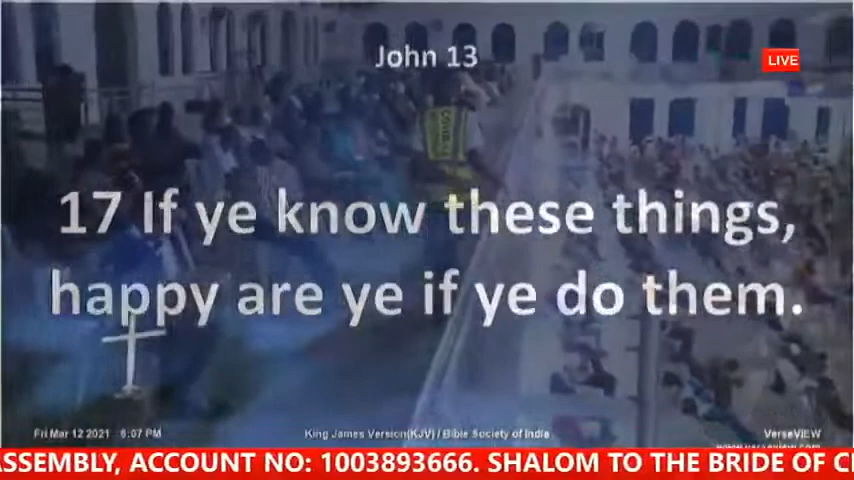 John 13
LIVE
17 If ye know these things,
happy are ye if ye do them.
Fri Mar 12 2021 - 6:07 PM
King James Version(KJV) / Bible Society of India
VerseVIEW
ASSEMBLY, ACCOUNT NO: 1003893666. SHALOM TO THE BRIDE OF